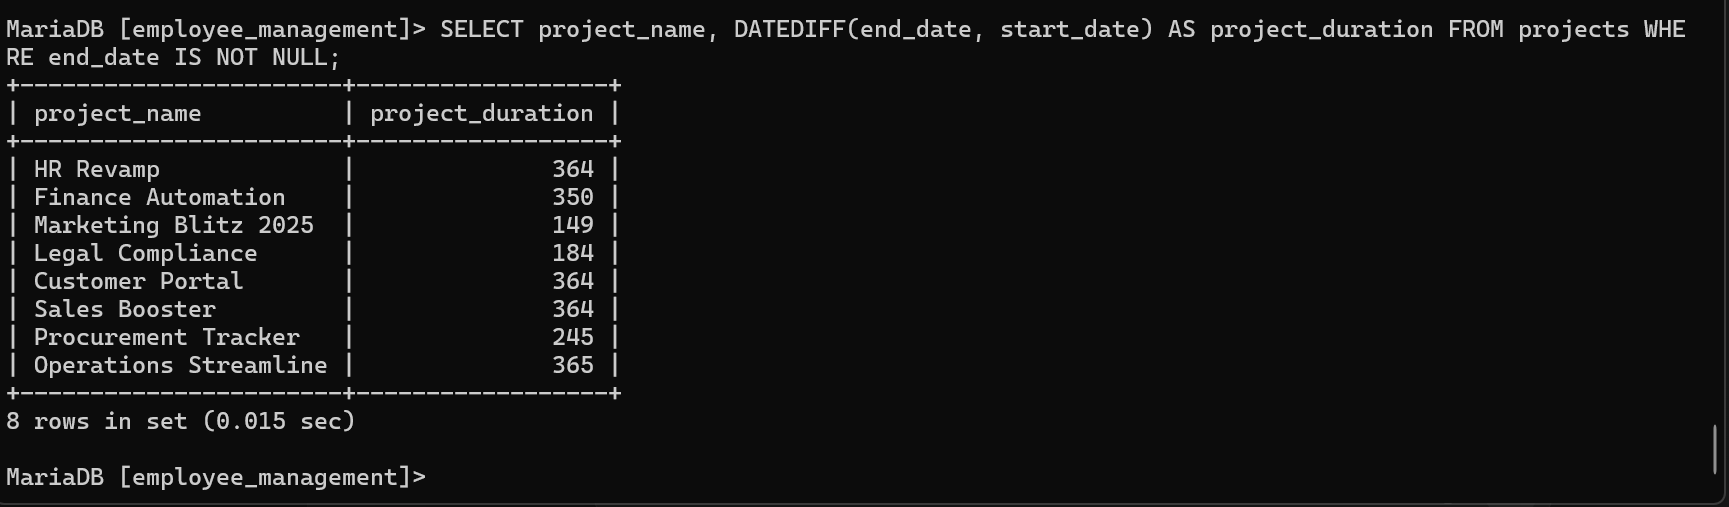 MariaDB [employee_management]> SELECT project_name, DATEDIFF(end_date, start_date) AS project_duration FROM projects WHE
RE end_date IS NOT NULL;
+-----------------------+------------------+
| project_name          | project_duration |
+-----------------------+------------------+
| HR Revamp             |              364 |
| Finance Automation    |              350 |
| Marketing Blitz 2025  |              149 |
| Legal Compliance      |              184 |
| Customer Portal       |              364 |
| Sales Booster         |              364 |
| Procurement Tracker   |              245 |
| Operations Streamline |              365 |
+-----------------------+------------------+
8 rows in set (0.015 sec)
MariaDB [employee_management]>